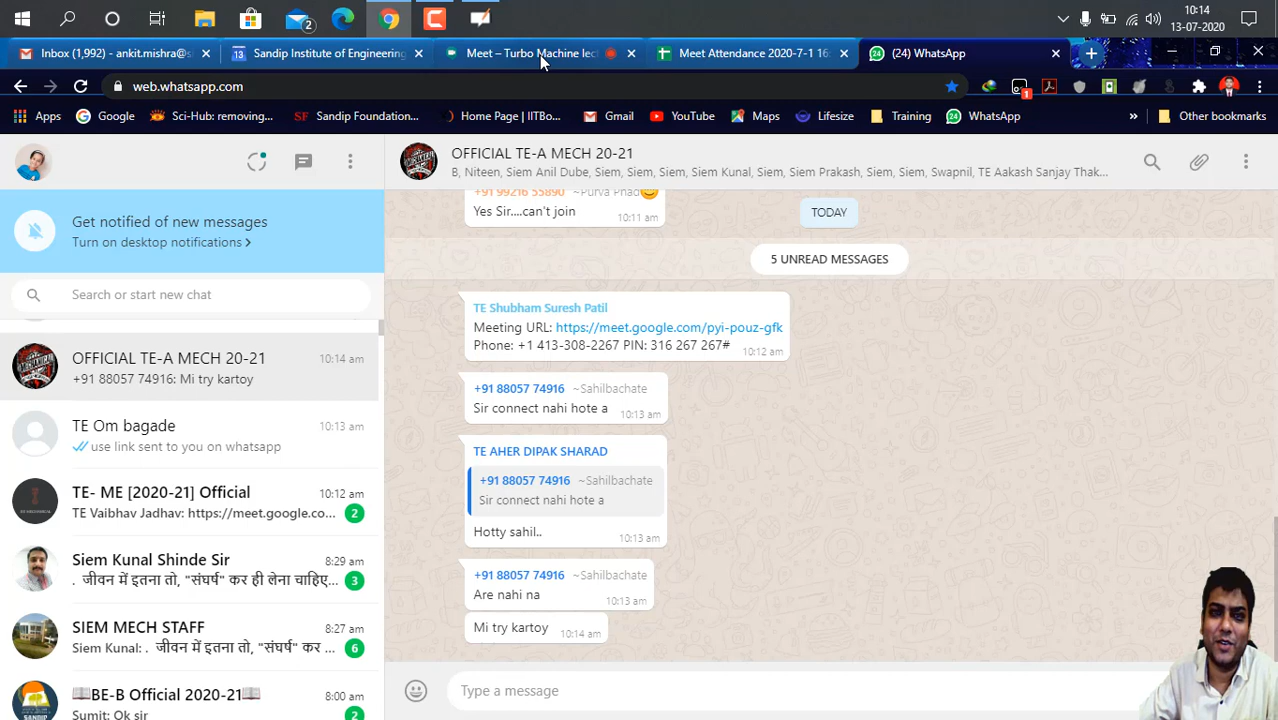 10:14
13-07-2020
2
Inbox (1,992) - ankit.mishra@s
Sandip Institute of Engineering
Meet – Turbo Machine lect
Meet Attendance 2020-7-1 16:
(24) WhatsApp
web.whatsapp.com
1
Apps
Google
Sci-Hub: removing...
SF Sandip Foundation...
Home Page | IITBo...
Gmail
YouTube
Maps
Lifesize
Training
WhatsApp
Other bookmarks
Get notified of new messages
Turn on desktop notifications >
Search or start new chat
OFFICIAL TE-A MECH 20-21 10:14 am
+91 88057 74916: Mi try kartoy
TE Om bagade 10:13 am
use link sent to you on whatsapp
TE- ME [2020-21] Official 10:12 am
TE Vaibhav Jadhav: https://meet.google.co... 2
Siem Kunal Shinde Sir 8:29 am
. जीवन में इतना तो, "संघर्ष" कर ही लेना चाहिए... 3
SIEM MECH STAFF 8:27 am
Siem Kunal: . जीवन में इतना तो, "संघर्ष" कर ... 6
📖BE-B Official 2020-21📖 8:00 am
Sumit: Ok sir 2
OFFICIAL TE-A MECH 20-21
B, Niteen, Siem Anil Dube, Siem, Siem, Siem Kunal, Siem, Siem Prakash, Siem, Siem, Swapnil, TE Aakash Sanjay Thak...
+91 99216 55890 ~Purva Phad😊
Yes Sir....can't join 10:11 am
TODAY
5 UNREAD MESSAGES
TE Shubham Suresh Patil
Meeting URL: https://meet.google.com/pyi-pouz-gfk
Phone: +1 413-308-2267 PIN: 316 267 267# 10:12 am
+91 88057 74916 ~Sahilbachate
Sir connect nahi hote a 10:13 am
TE AHER DIPAK SHARAD
+91 88057 74916 ~Sahilbachate
Sir connect nahi hote a
Hotty sahil.. 10:13 am
+91 88057 74916 ~Sahilbachate
Are nahi na 10:13 am
Mi try kartoy 10:14 am
Type a message